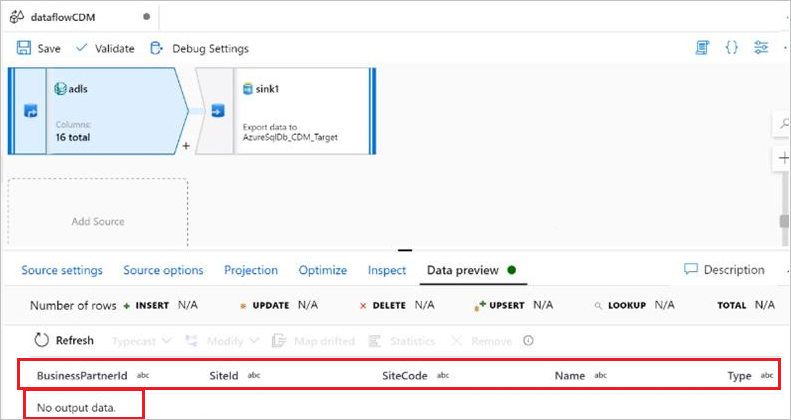 dataflowCDM
Save Validate Debug Settings
adls
Columns:
16 total
+
sink1
Export data to
AzureSqlDb_CDM_Target
Add Source
Source settings Source options Projection Optimize Inspect Data preview Description
Number of rows + INSERT N/A * UPDATE N/A × DELETE N/A UPSERT N/A LOOKUP N/A TOTAL N/A
Refresh Typecast Modify Map drifted Statistics Remove
BusinessPartnerId abc SiteId abc SiteCode abc Name abc Type abc
No output data.